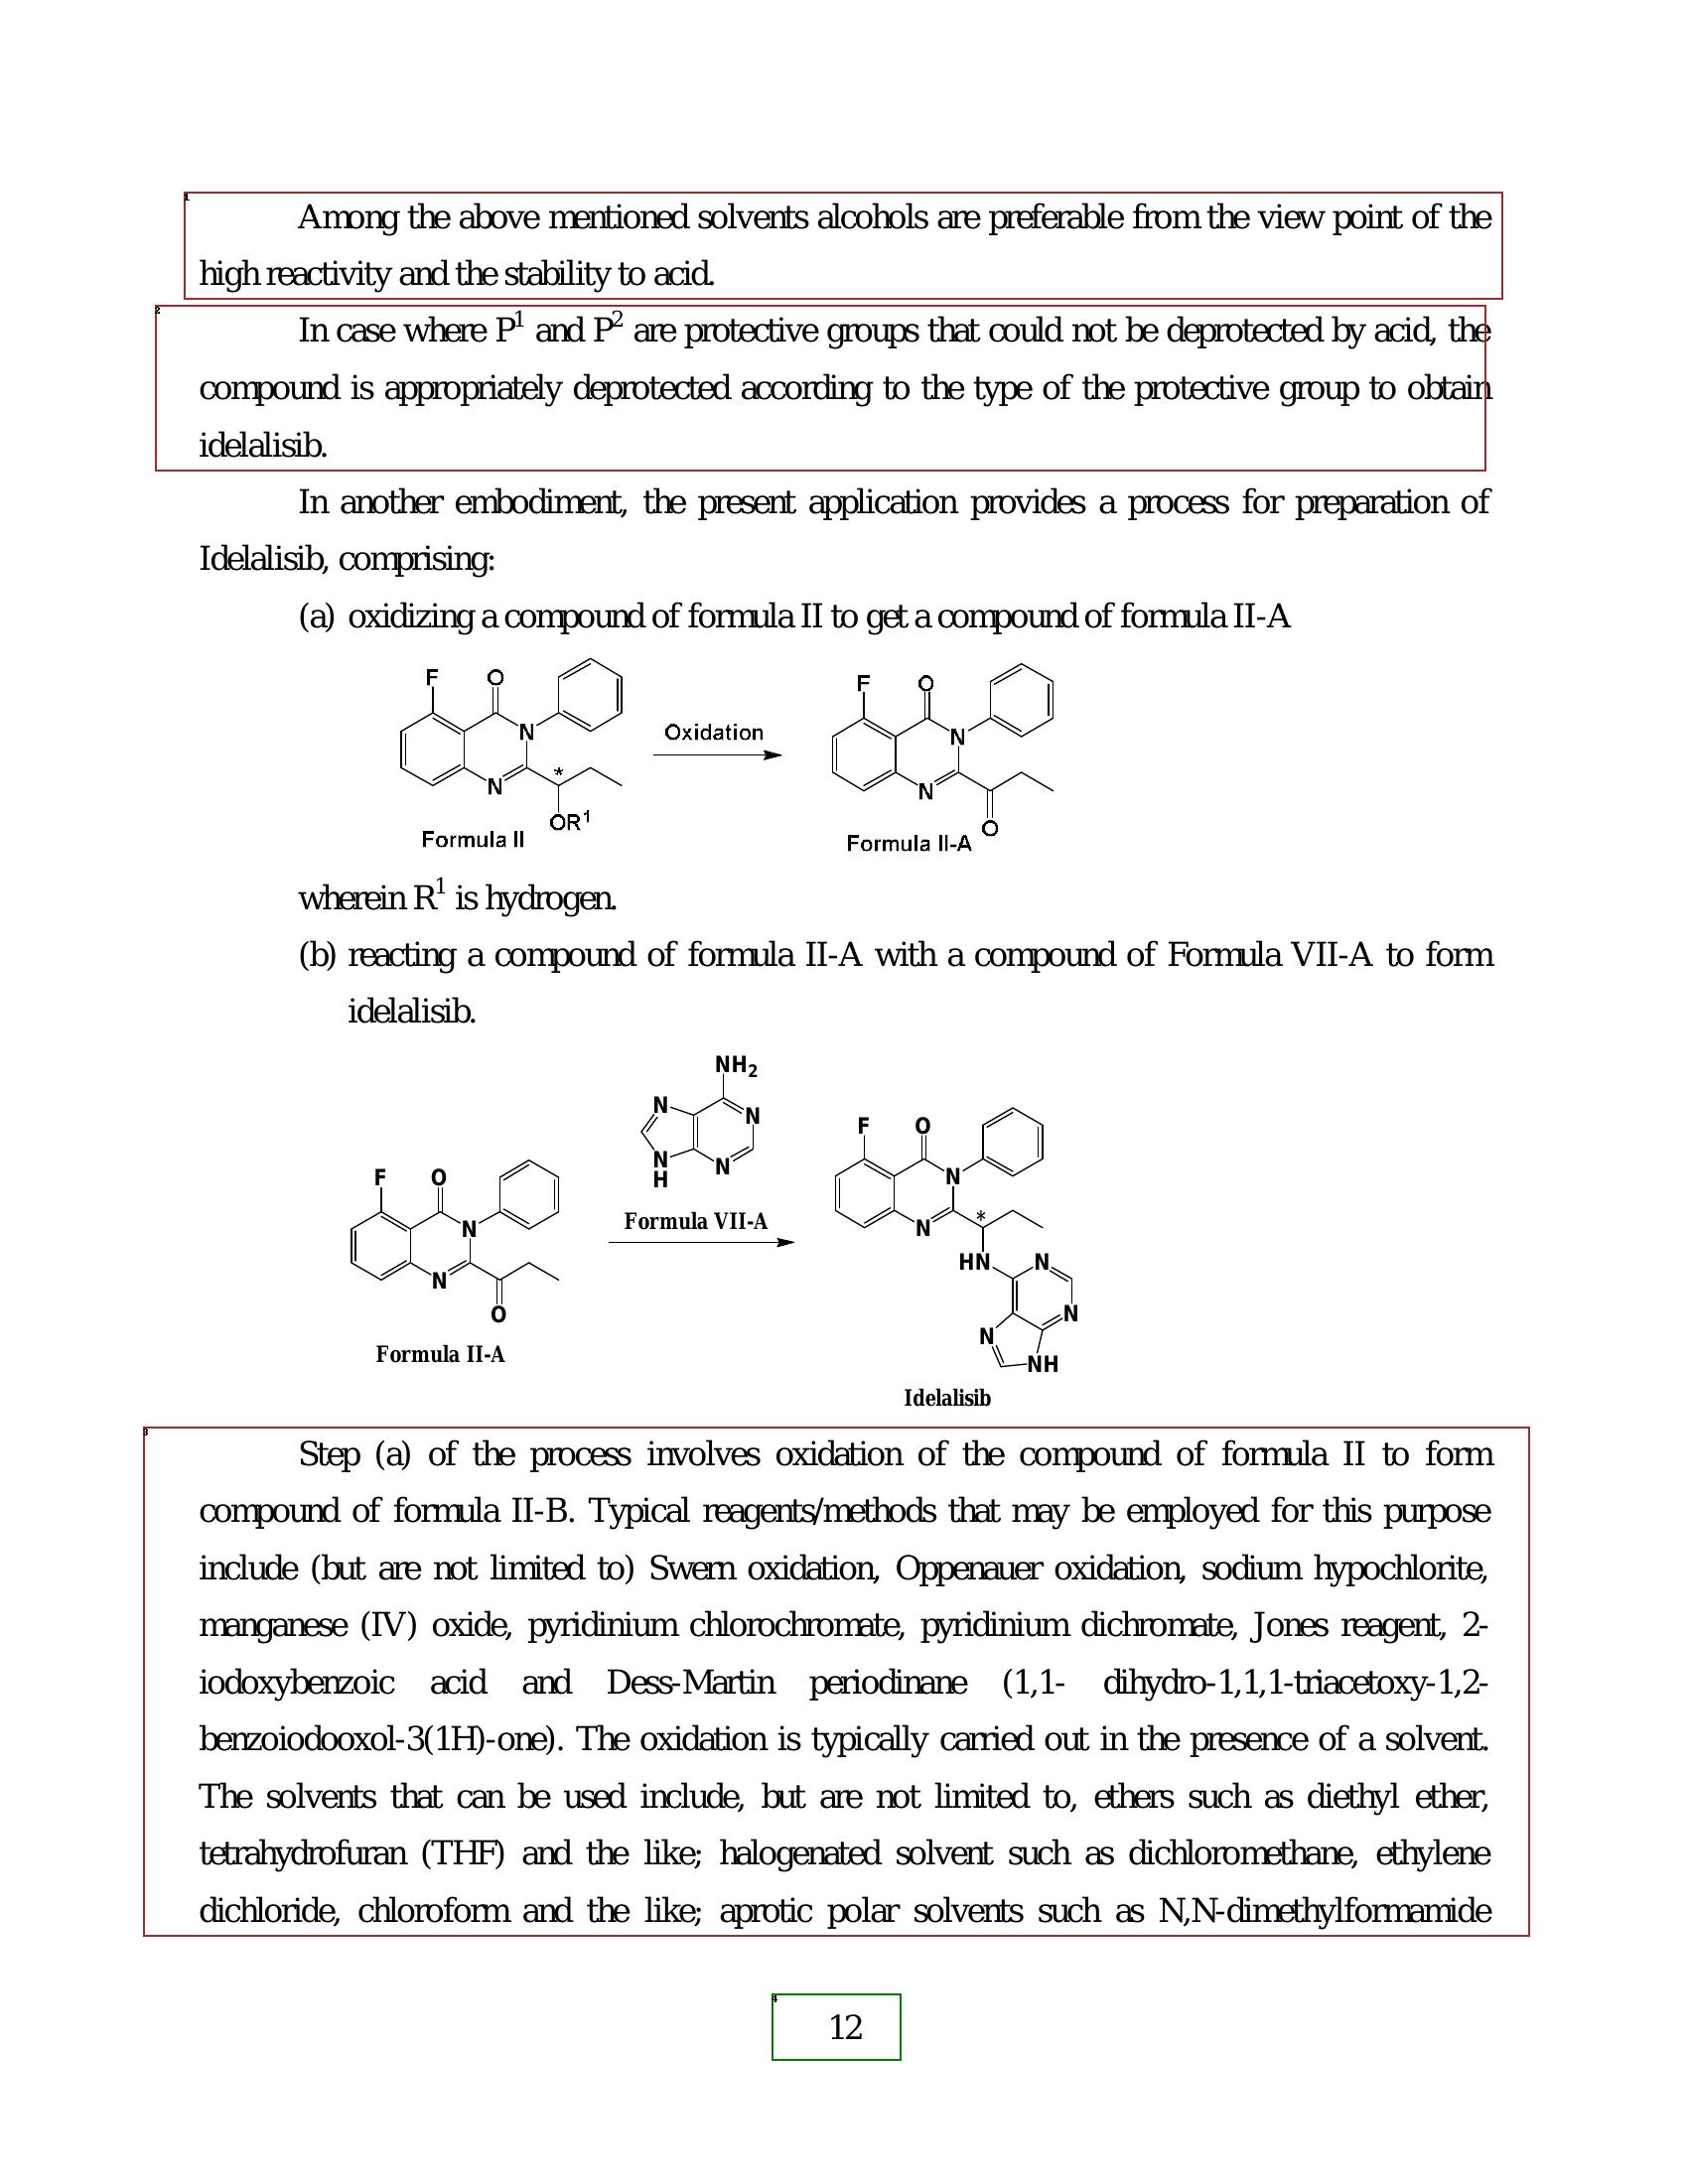 1
Among the above mentioned solvents alcohols are preferable from the view point of the
high reactivity and the stability to acid.
2
In case where P¹ and P² are protective groups that could not be deprotected by acid, the
compound is appropriately deprotected according to the type of the protective group to obtain
idelalisib.
In another embodiment, the present application provides a process for preparation of
Idelalisib, comprising:
(a) oxidizing a compound of formula II to get a compound of formula II-A
F O N N * OR¹
Formula II
Oxidation
F O N N O
Formula II-A
wherein R¹ is hydrogen.
(b) reacting a compound of formula II-A with a compound of Formula VII-A to form
idelalisib.
F O N N O
Formula II-A
NH₂ N N N H N
Formula VII-A
F O N N * HN N N N NH
Idelalisib
3
Step (a) of the process involves oxidation of the compound of formula II to form
compound of formula II-B. Typical reagents/methods that may be employed for this purpose
include (but are not limited to) Swern oxidation, Oppenauer oxidation, sodium hypochlorite,
manganese (IV) oxide, pyridinium chlorochromate, pyridinium dichromate, Jones reagent, 2-
iodoxybenzoic acid and Dess-Martin periodinane (1,1- dihydro-1,1,1-triacetoxy-1,2-
benzoiodooxol-3(1H)-one). The oxidation is typically carried out in the presence of a solvent.
The solvents that can be used include, but are not limited to, ethers such as diethyl ether,
tetrahydrofuran (THF) and the like; halogenated solvent such as dichloromethane, ethylene
dichloride, chloroform and the like; aprotic polar solvents such as N,N-dimethylformamide
4
12